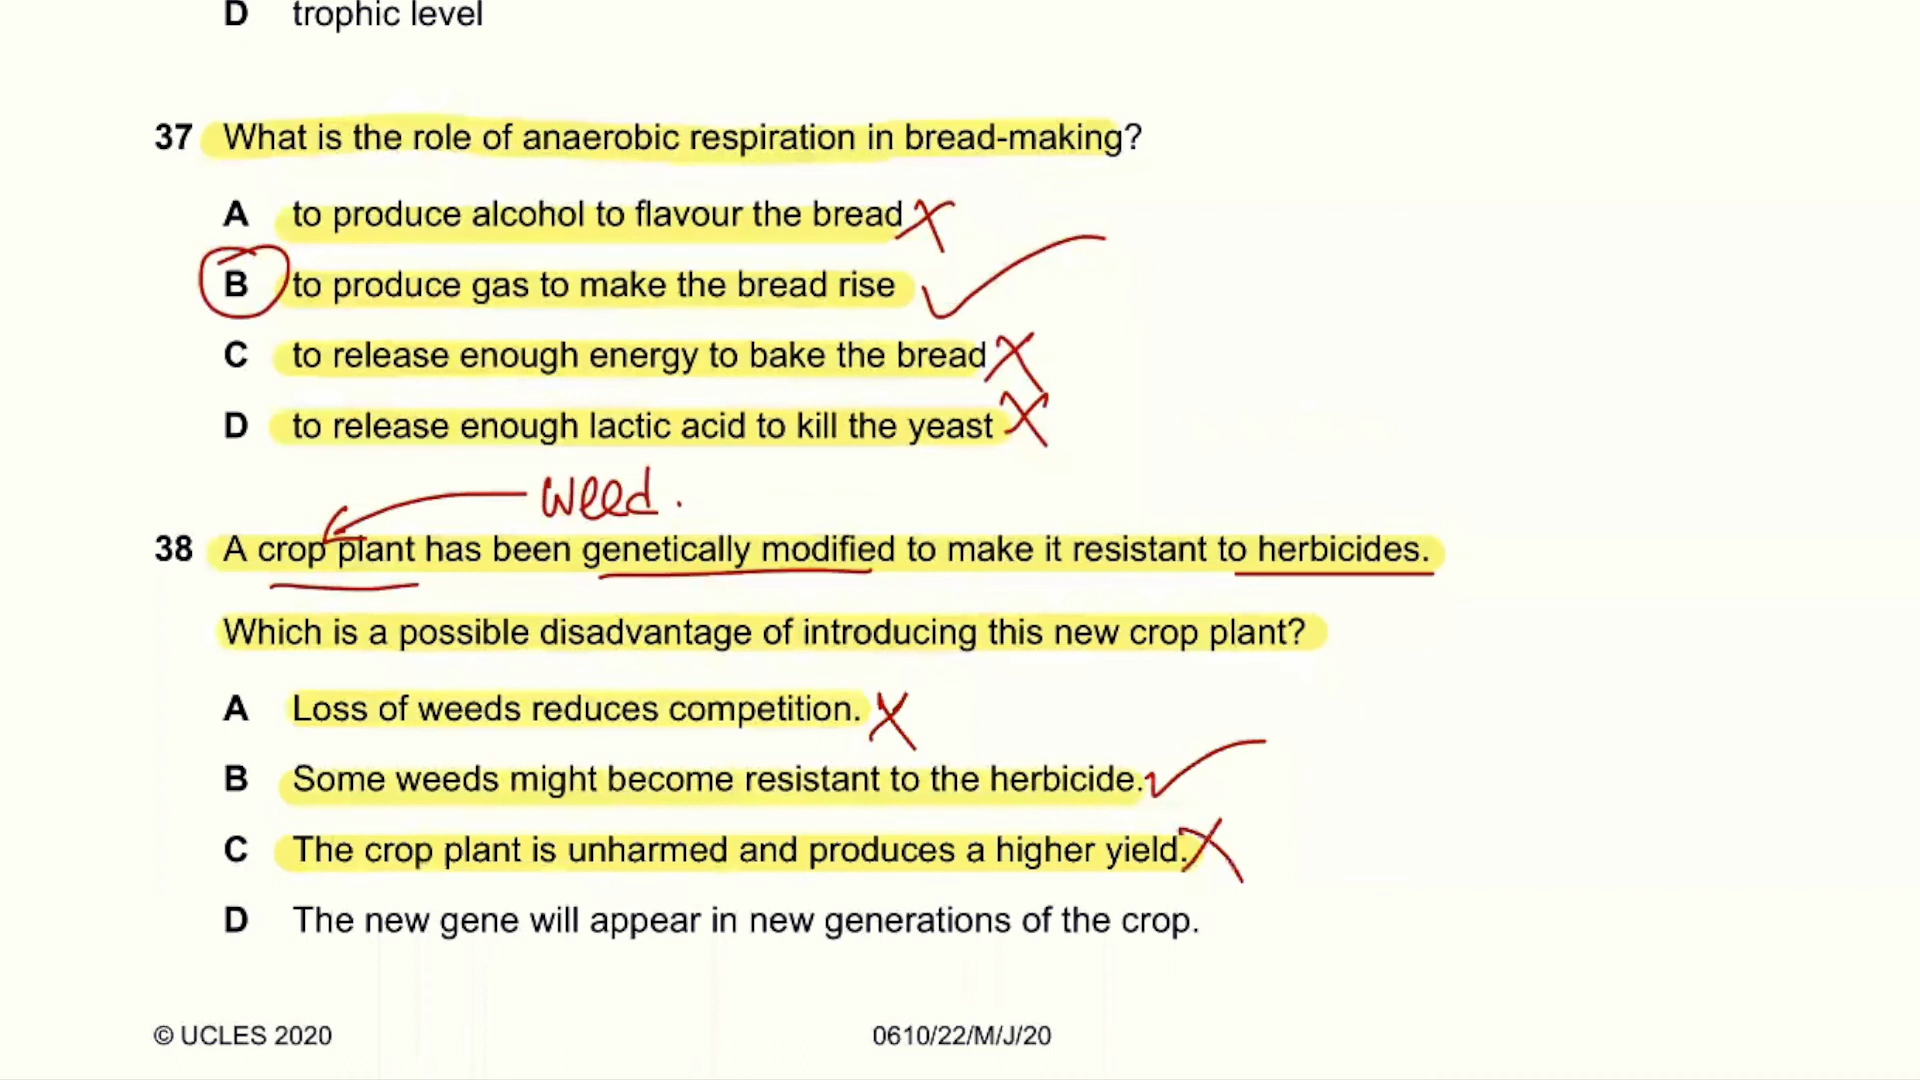 D trophic level
37 What is the role of anaerobic respiration in bread-making?
A to produce alcohol to flavour the bread
B to produce gas to make the bread rise
C to release enough energy to bake the bread
D to release enough lactic acid to kill the yeast
weed.
38 A crop plant has been genetically modified to make it resistant to herbicides.
Which is a possible disadvantage of introducing this new crop plant?
A Loss of weeds reduces competition.
B Some weeds might become resistant to the herbicide.
C The crop plant is unharmed and produces a higher yield.
D The new gene will appear in new generations of the crop.
© UCLES 2020 0610/22/M/J/20